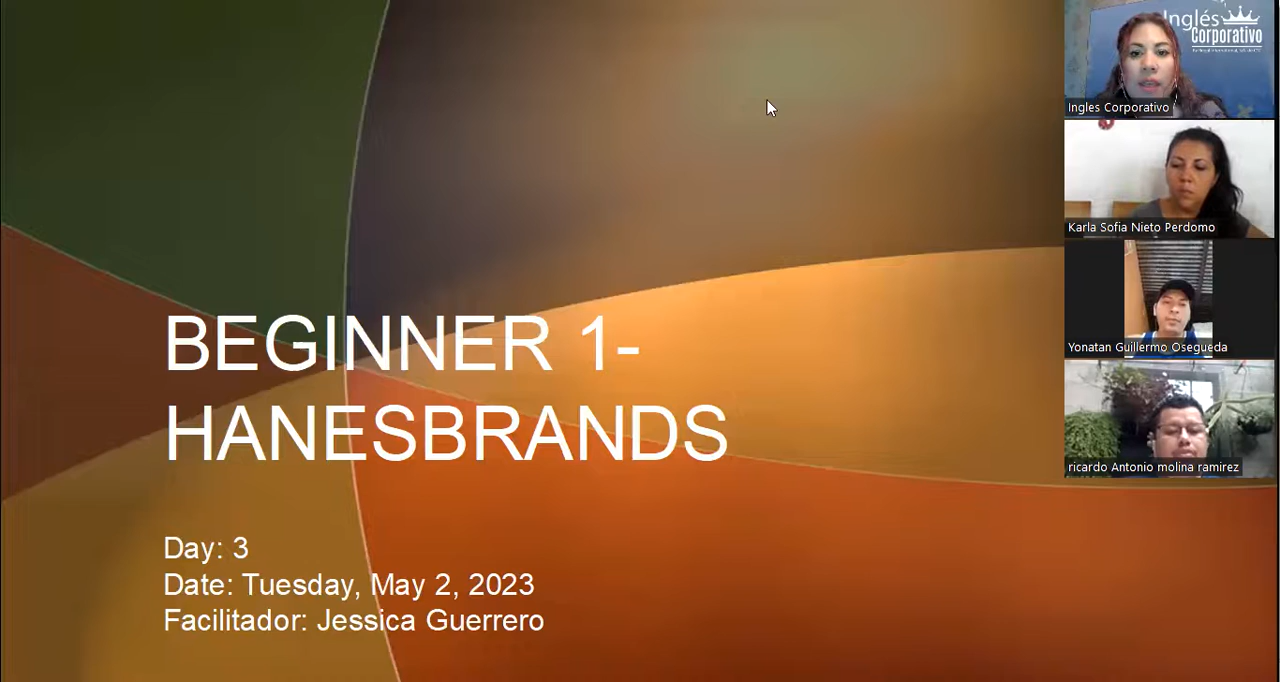 BEGINNER 1-
HANESBRANDS
Day: 3
Date: Tuesday, May 2, 2023
Facilitador: Jessica Guerrero
Inglés
Corporativo
Ingles Corporativo
Karla Sofia Nieto Perdomo
Yonatan Guillermo Osegueda
ricardo Antonio molina ramirez